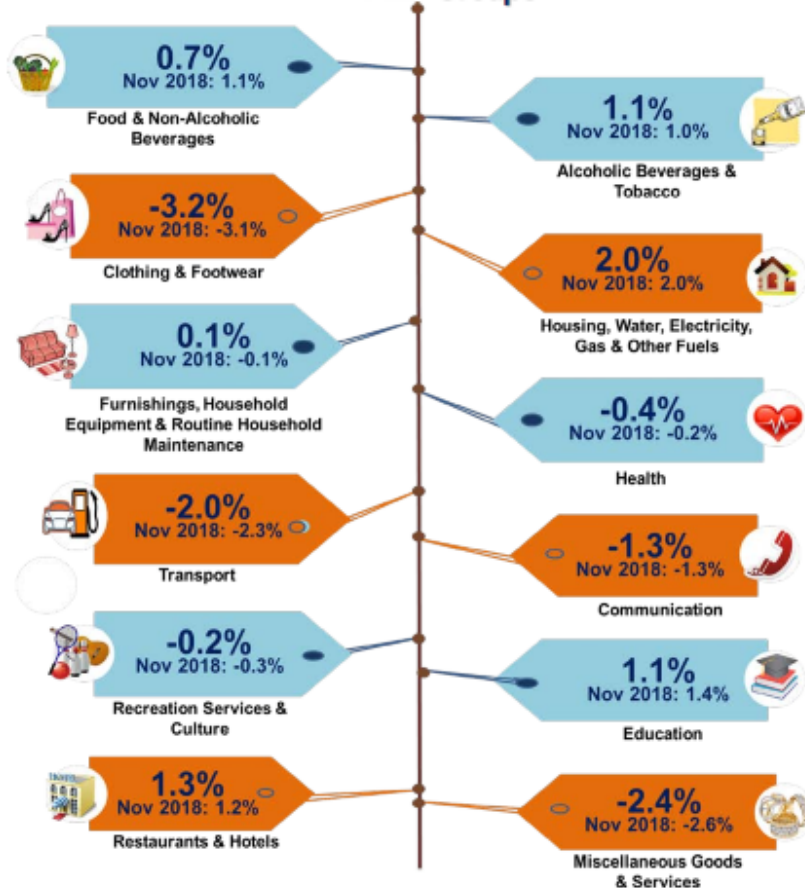 0.7%
Nov 2018: 1.1%
Food & Non-Alcoholic
Beverages
1.1%
Nov 2018: 1.0%
Alcoholic Beverages &
Tobacco
-3.2%
Nov 2018: -3.1%
Clothing & Footwear
2.0%
Nov 2018: 2.0%
Housing, Water, Electricity,
Gas & Other Fuels
0.1%
Nov 2018: -0.1%
Furnishings, Household
Equipment & Routine Household
Maintenance
-0.4%
Nov 2018: -0.2%
Health
-2.0%
Nov 2018: -2.3%
Transport
-1.3%
Nov 2018: -1.3%
Communication
-0.2%
Nov 2018: -0.3%
Recreation Services &
Culture
1.1%
Nov 2018: 1.4%
Education
1.3%
Nov 2018: 1.2%
Restaurants & Hotels
-2.4%
Nov 2018: -2.6%
Miscellaneous Goods
& Services